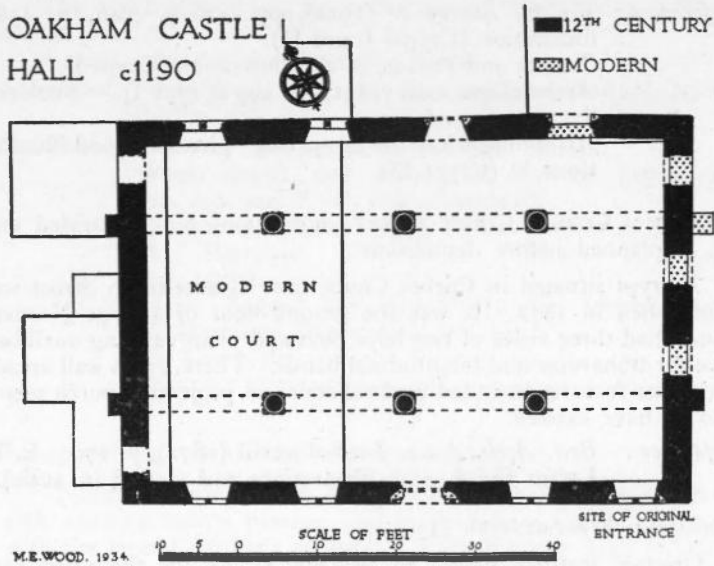 OAKHAM CASTLE
HALL c1190
12TH CENTURY
MODERN
MODERN
COURT
SITE OF ORIGINAL
ENTRANCE
SCALE OF FEET
10 5 0 10 20 30 40
M.E.WOOD. 1934.